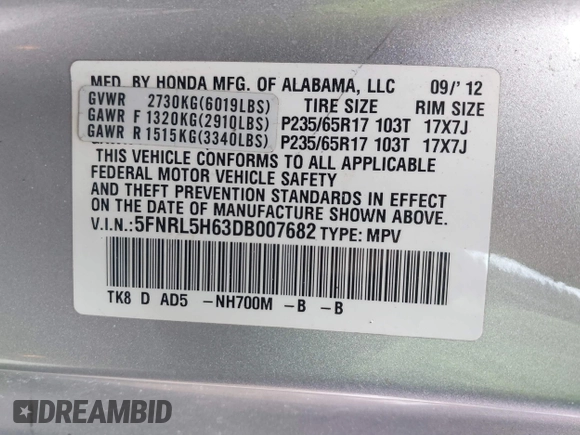 MFD. BY HONDA MFG. OF ALABAMA, LLC 09/' 12
TIRE SIZE RIM SIZE
GVWR 2730KG(6019LBS)
GAWR F 1320KG(2910LBS) P235/65R17 103T 17X7J
GAWR R 1515KG(3340LBS) P235/65R17 103T 17X7J
THIS VEHICLE CONFORMS TO ALL APPLICABLE
FEDERAL MOTOR VEHICLE SAFETY
AND THEFT PREVENTION STANDARDS IN EFFECT
ON THE DATE OF MANUFACTURE SHOWN ABOVE.
V.I.N.:5FNRL5H63DB007682 TYPE: MPV
TK8 D AD5 -NH700M -B -B
DREAMBID